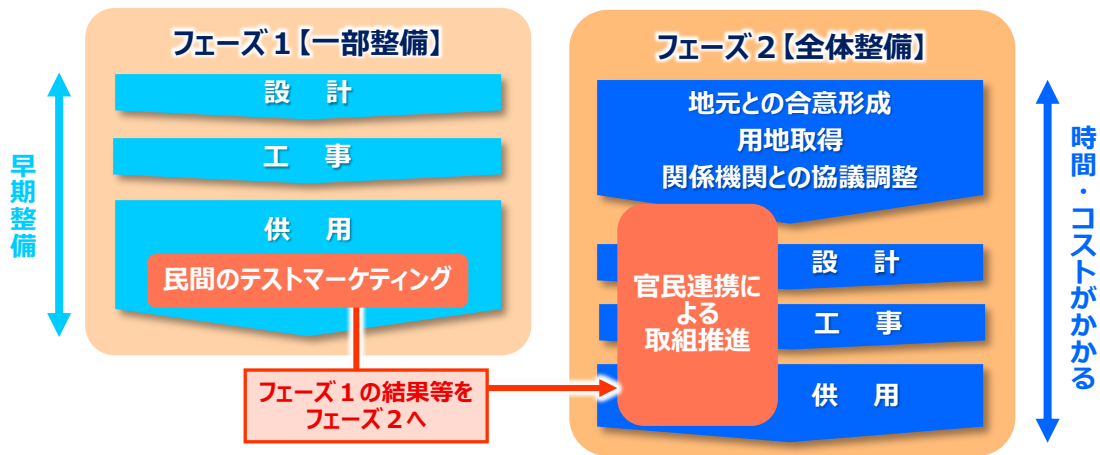 フェーズ１【一部整備】
設　計
工　事
供　用
民間のテストマーケティング
早期整備
フェーズ１の結果等を
フェーズ２へ
フェーズ２【全体整備】
地元との合意形成
用地取得
関係機関との協議調整
官民連携に
よる
取組推進
設　計
工　事
供　用
時間・コストがかかる